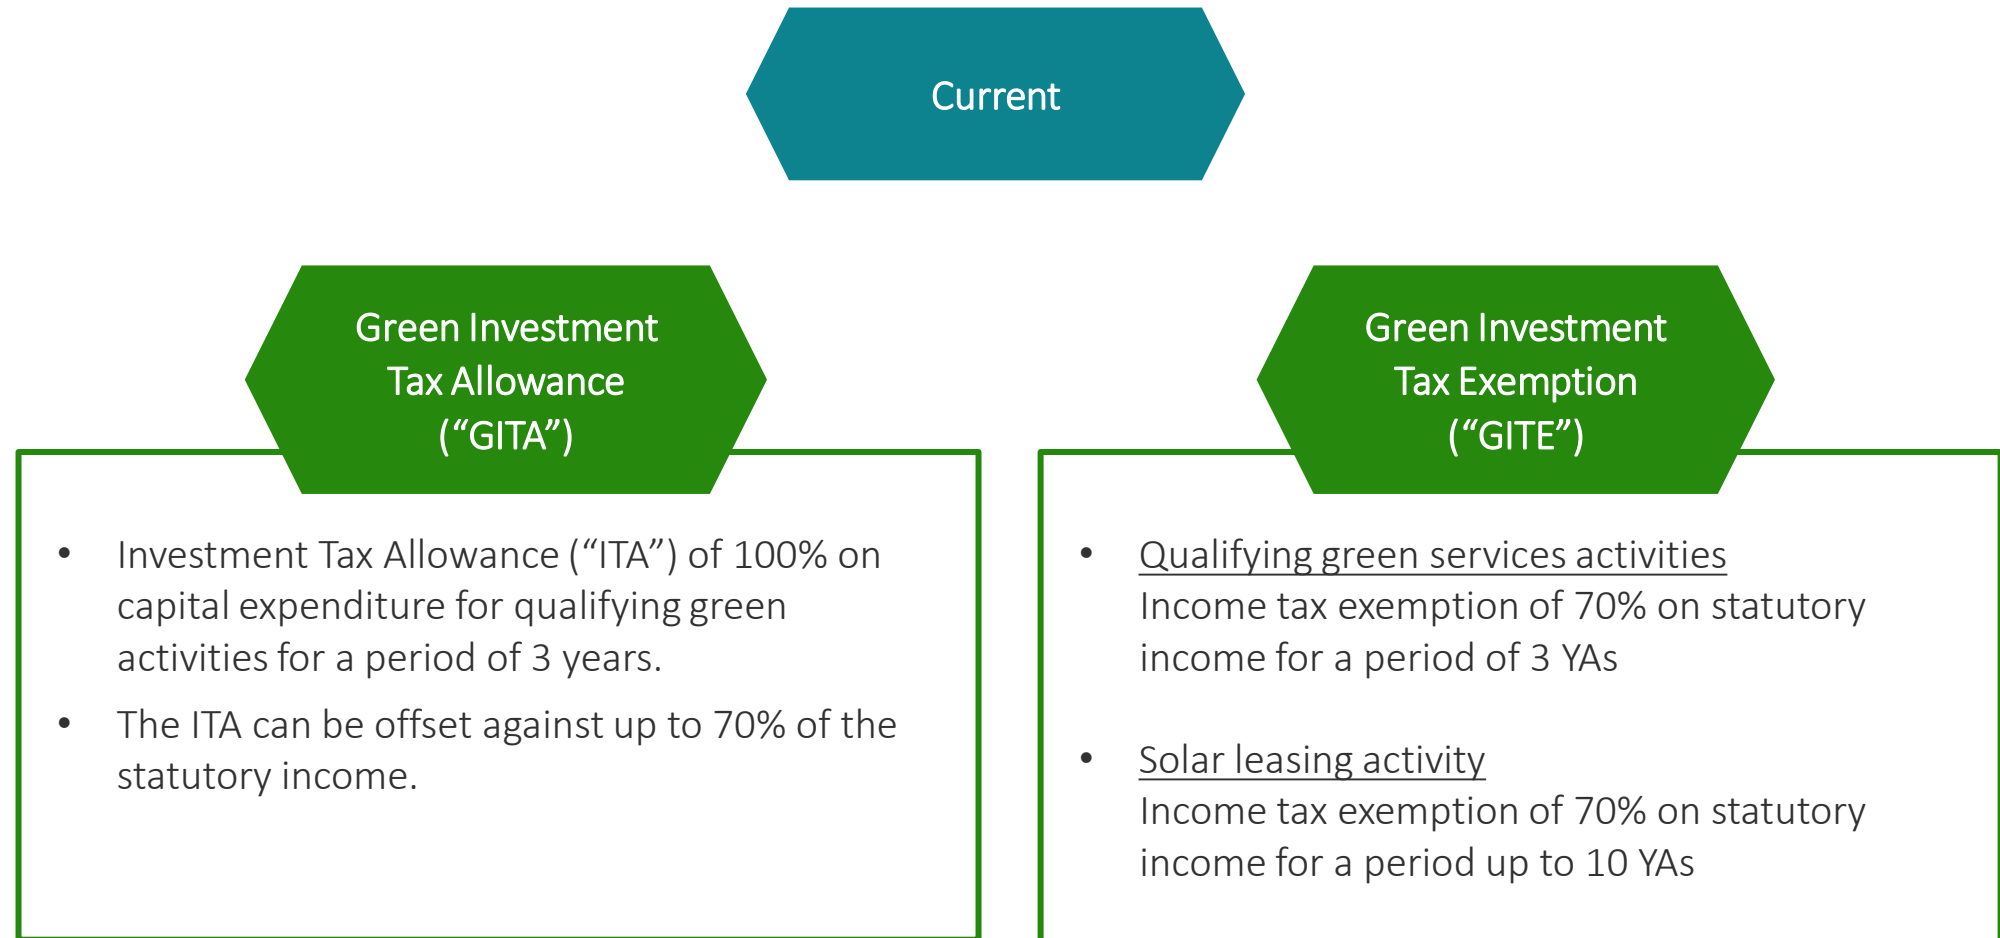 Current
Green Investment
Tax Allowance
(“GITA”)
• Investment Tax Allowance (“ITA”) of 100% on
capital expenditure for qualifying green
activities for a period of 3 years.
• The ITA can be offset against up to 70% of the
statutory income.
Green Investment
Tax Exemption
(“GITE”)
• Qualifying green services activities
Income tax exemption of 70% on statutory
income for a period of 3 YAs
• Solar leasing activity
Income tax exemption of 70% on statutory
income for a period up to 10 YAs